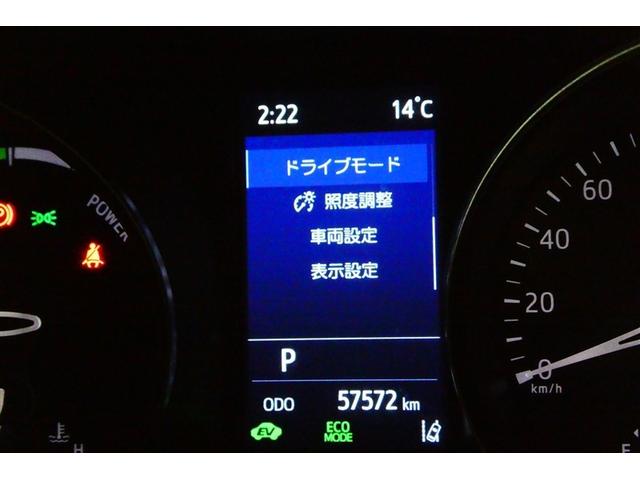 2:22 14°C
ドライブモード
照度調整
車両設定
表示設定
P
ODO 57572 km
EV ECO MODE
POWER
H
60
40
20
0
km/h